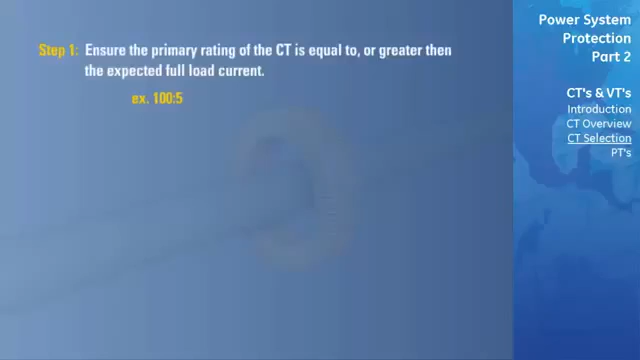 Step 1: Ensure the primary rating of the CT is equal to, or greater then
the expected full load current.
ex. 100:5
Power System
Protection
Part 2
CT's & VT's
Introduction
CT Overview
CT Selection
PT's